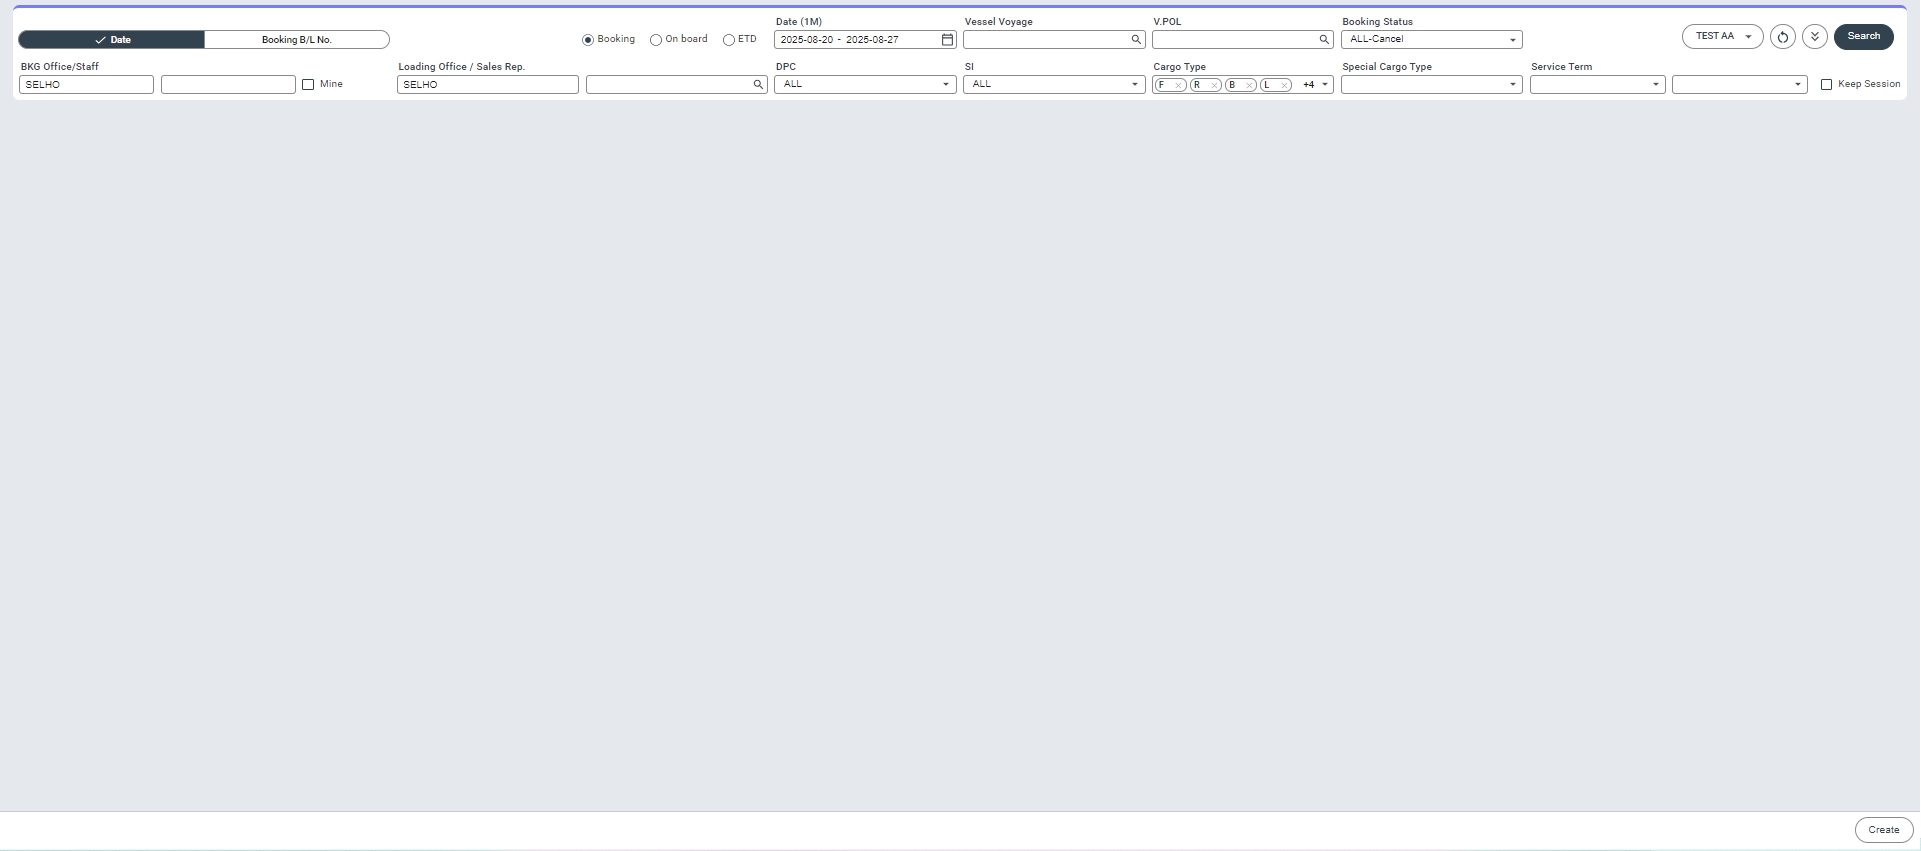 Date (1M) Vessel Voyage V.POL Booking Status
Date Booking B/L No. Booking On board ETD 2025-08-20 - 2025-08-27 ALL-Cancel TEST AA Search
BKG Office/Staff Loading Office / Sales Rep. DPC SI Cargo Type Special Cargo Type Service Term
SELHO Mine SELHO ALL ALL F R B L +4 Keep Session
Create